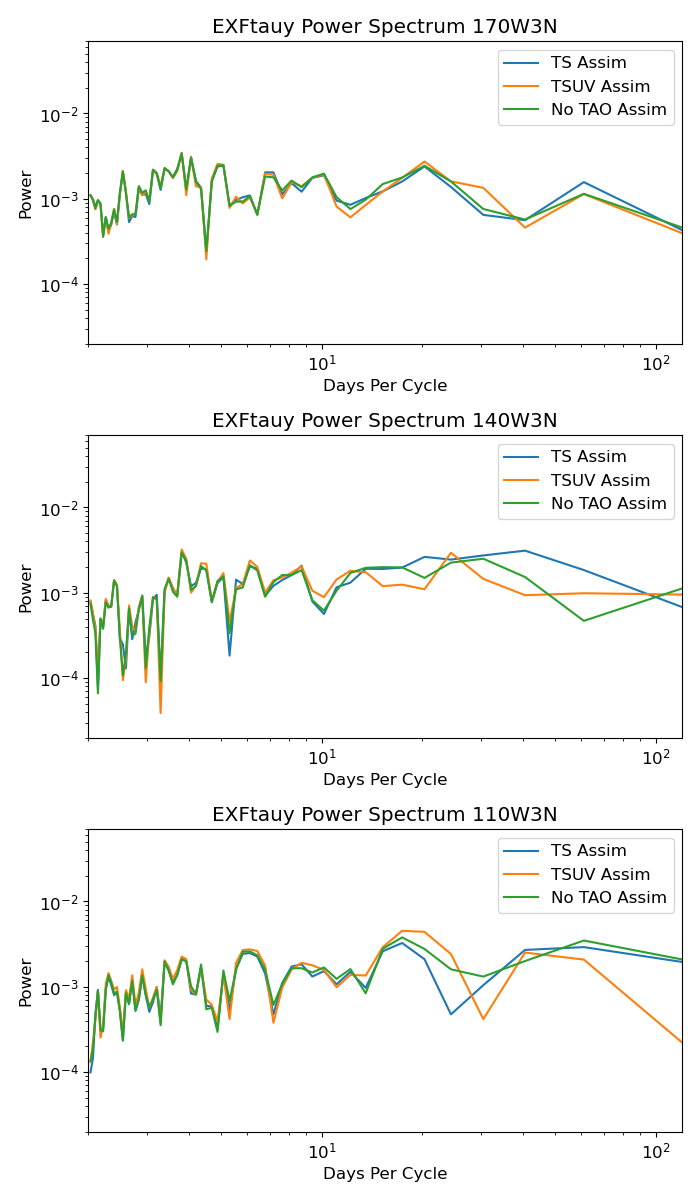 EXFtauy Power Spectrum 170W3N
TS Assim
TSUV Assim
No TAO Assim
10⁻²
10⁻³
10⁻⁴
Power
10¹
10²
Days Per Cycle
EXFtauy Power Spectrum 140W3N
TS Assim
TSUV Assim
No TAO Assim
10⁻²
10⁻³
10⁻⁴
Power
10¹
10²
Days Per Cycle
EXFtauy Power Spectrum 110W3N
TS Assim
TSUV Assim
No TAO Assim
10⁻²
10⁻³
10⁻⁴
Power
10¹
10²
Days Per Cycle